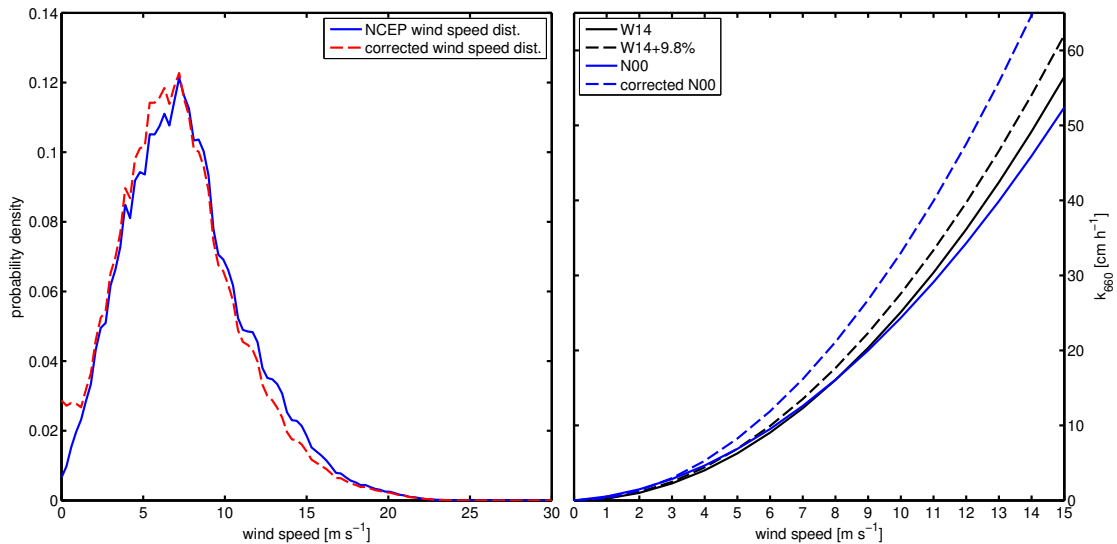 0.14
0.12
0.1
0.08
0.06
0.04
0.02
0
probability density
NCEP wind speed dist.
corrected wind speed dist.
0 5 10 15 20 25 30
wind speed [m s⁻¹]
W14
W14+9.8%
N00
corrected N00
60
50
40
30
20
10
0
k₆₆₀ [cm h⁻¹]
0 1 2 3 4 5 6 7 8 9 10 11 12 13 14 15
wind speed [m s⁻¹]